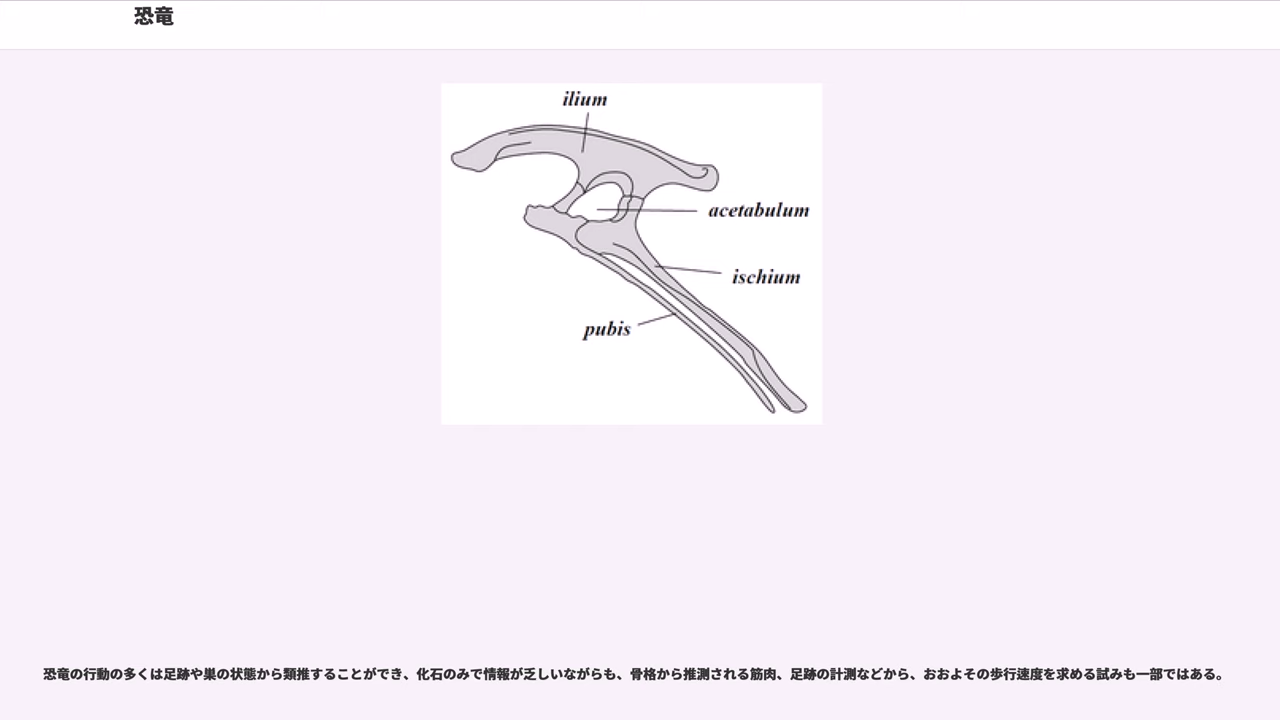 恐竜
ilium
acetabulum
ischium
pubis
恐竜の行動の多くは足跡や巣の状態から類推することができ、化石のみで情報が乏しいながらも、骨格から推測される筋肉、足跡の計測などから、おおよその歩行速度を求める試みも一部ではある。